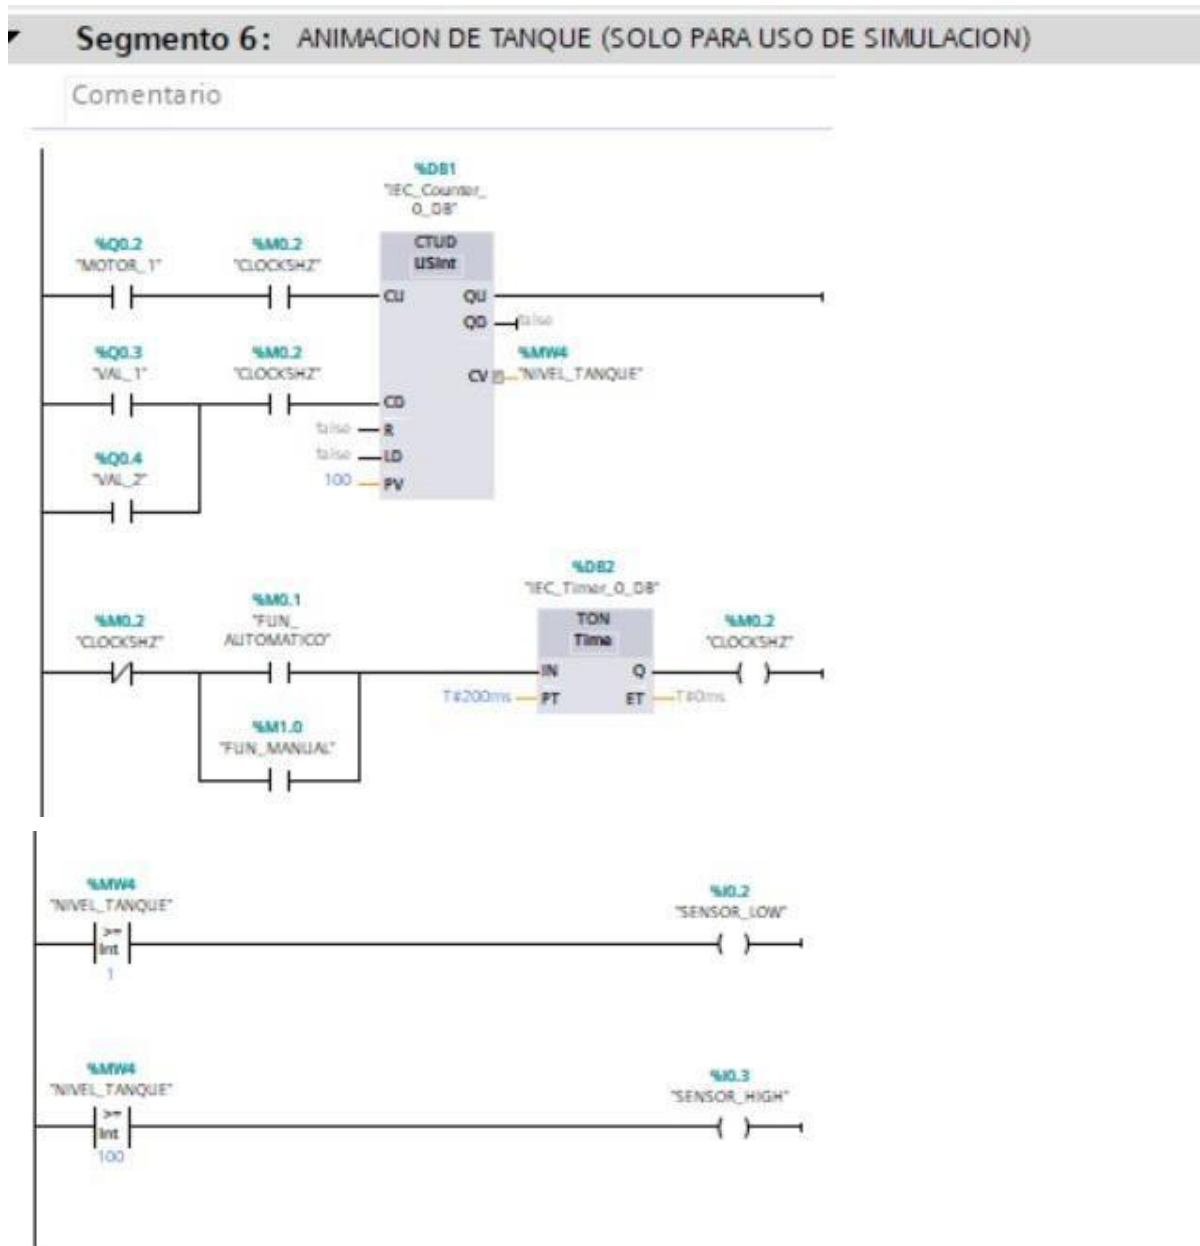 Segmento 6: ANIMACION DE TANQUE (SOLO PARA USO DE SIMULACION)
Comentario
%DB1
"IEC_Counter_
0_DB"
%Q0.2
"MOTOR_1"
%M0.2
"CLOCK5HZ"
CTUD
USInt
CU
QU
QD
false
%Q0.3
"VAL_1"
%M0.2
"CLOCK5HZ"
%MW4
CV
"NIVEL_TANQUE"
CD
false
R
false
LD
100
PV
%Q0.4
"VAL_2"
%DB2
"IEC_Timer_0_DB"
%M0.2
"CLOCK5HZ"
%M0.1
"FUN_
AUTOMATICO"
TON
Time
%M0.2
"CLOCK5HZ"
IN
Q
T#200ms
PT
ET
T#0ms
%M1.0
"FUN_MANUAL"
%MW4
"NIVEL_TANQUE"
>=
Int
1
%I0.2
"SENSOR_LOW"
%MW4
"NIVEL_TANQUE"
>=
Int
100
%I0.3
"SENSOR_HIGH"